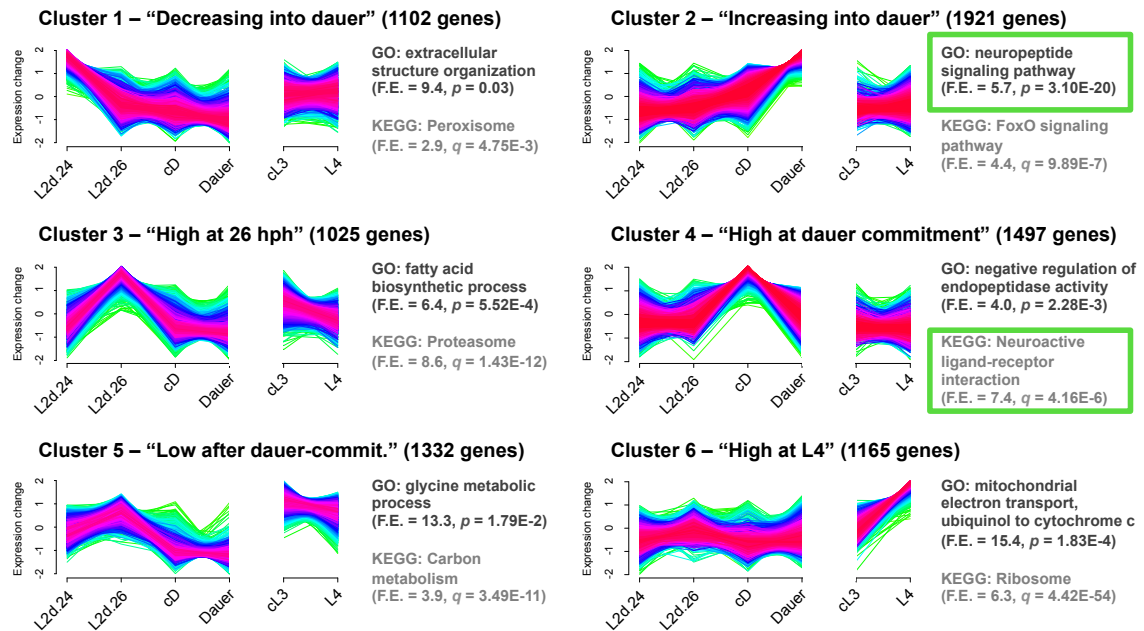 Cluster 1 – “Decreasing into dauer” (1102 genes)
Expression change
2
1
0
-1
-2
L2d.24
L2d.26
cD
Dauer
cL3
L4
GO: extracellular
structure organization
(F.E. = 9.4, p = 0.03)
KEGG: Peroxisome
(F.E. = 2.9, q = 4.75E-3)
Cluster 2 – “Increasing into dauer” (1921 genes)
Expression change
2
1
0
-1
-2
L2d.24
L2d.26
cD
Dauer
cL3
L4
GO: neuropeptide
signaling pathway
(F.E. = 5.7, p = 3.10E-20)
KEGG: FoxO signaling
pathway
(F.E. = 4.4, q = 9.89E-7)
Cluster 3 – “High at 26 hph” (1025 genes)
Expression change
2
1
0
-1
-2
L2d.24
L2d.26
cD
Dauer
cL3
L4
GO: fatty acid
biosynthetic process
(F.E. = 6.4, p = 5.52E-4)
KEGG: Proteasome
(F.E. = 8.6, q = 1.43E-12)
Cluster 4 – “High at dauer commitment” (1497 genes)
Expression change
2
1
0
-1
-2
L2d.24
L2d.26
cD
Dauer
cL3
L4
GO: negative regulation of
endopeptidase activity
(F.E. = 4.0, p = 2.28E-3)
KEGG: Neuroactive
ligand-receptor
interaction
(F.E. = 7.4, q = 4.16E-6)
Cluster 5 – “Low after dauer-commit.” (1332 genes)
Expression change
2
1
0
-1
-2
L2d.24
L2d.26
cD
Dauer
cL3
L4
GO: glycine metabolic
process
(F.E. = 13.3, p = 1.79E-2)
KEGG: Carbon
metabolism
(F.E. = 3.9, q = 3.49E-11)
Cluster 6 – “High at L4” (1165 genes)
Expression change
2
1
0
-1
-2
L2d.24
L2d.26
cD
Dauer
cL3
L4
GO: mitochondrial
electron transport,
ubiquinol to cytochrome c
(F.E. = 15.4, p = 1.83E-4)
KEGG: Ribosome
(F.E. = 6.3, q = 4.42E-54)